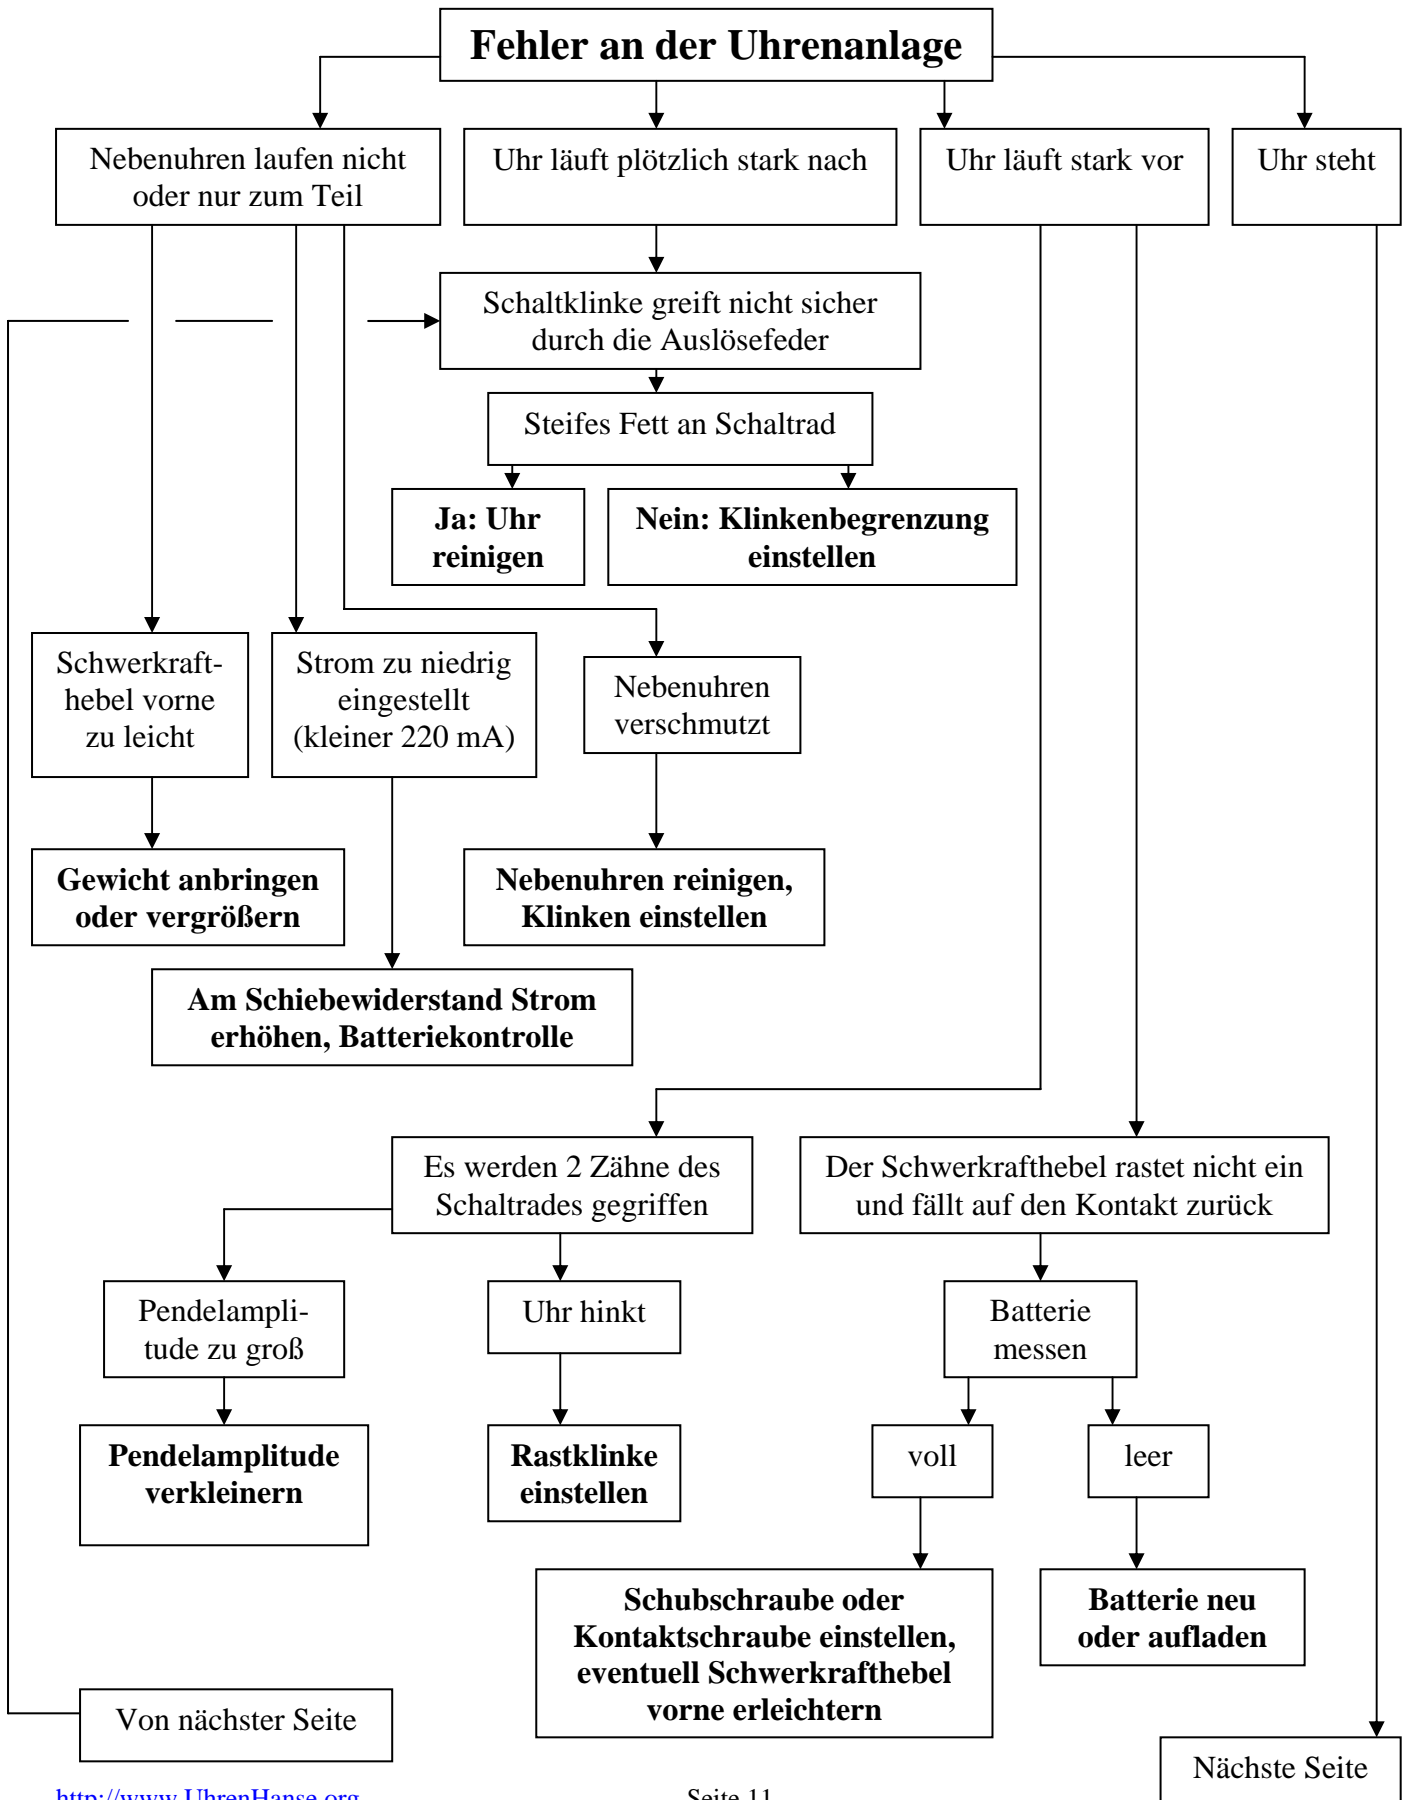 Fehler an der Uhrenanlage
Nebenuhren laufen nicht
oder nur zum Teil
Uhr läuft plötzlich stark nach
Uhr läuft stark vor
Uhr steht
Schaltklinke greift nicht sicher
durch die Auslösefeder
Steifes Fett an Schaltrad
Ja: Uhr
reinigen
Nein: Klinkenbegrenzung
einstellen
Schwerkraft-
hebel vorne
zu leicht
Strom zu niedrig
eingestellt
(kleiner 220 mA)
Nebenuhren
verschmutzt
Gewicht anbringen
oder vergrößern
Nebenuhren reinigen,
Klinken einstellen
Am Schiebewiderstand Strom
erhöhen, Batteriekontrolle
Es werden 2 Zähne des
Schaltrades gegriffen
Der Schwerkrafthebel rastet nicht ein
und fällt auf den Kontakt zurück
Pendelampli-
tude zu groß
Uhr hinkt
Batterie
messen
Pendelamplitude
verkleinern
Rastklinke
einstellen
voll
leer
Schubschraube oder
Kontaktschraube einstellen,
eventuell Schwerkrafthebel
vorne erleichtern
Batterie neu
oder aufladen
Von nächster Seite
Nächste Seite
http://www.UhrenHanse.org
Seite 11